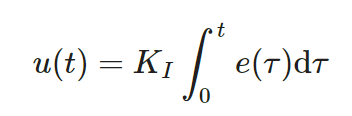 u(t) = K_I ∫_0^t e(τ)dτ